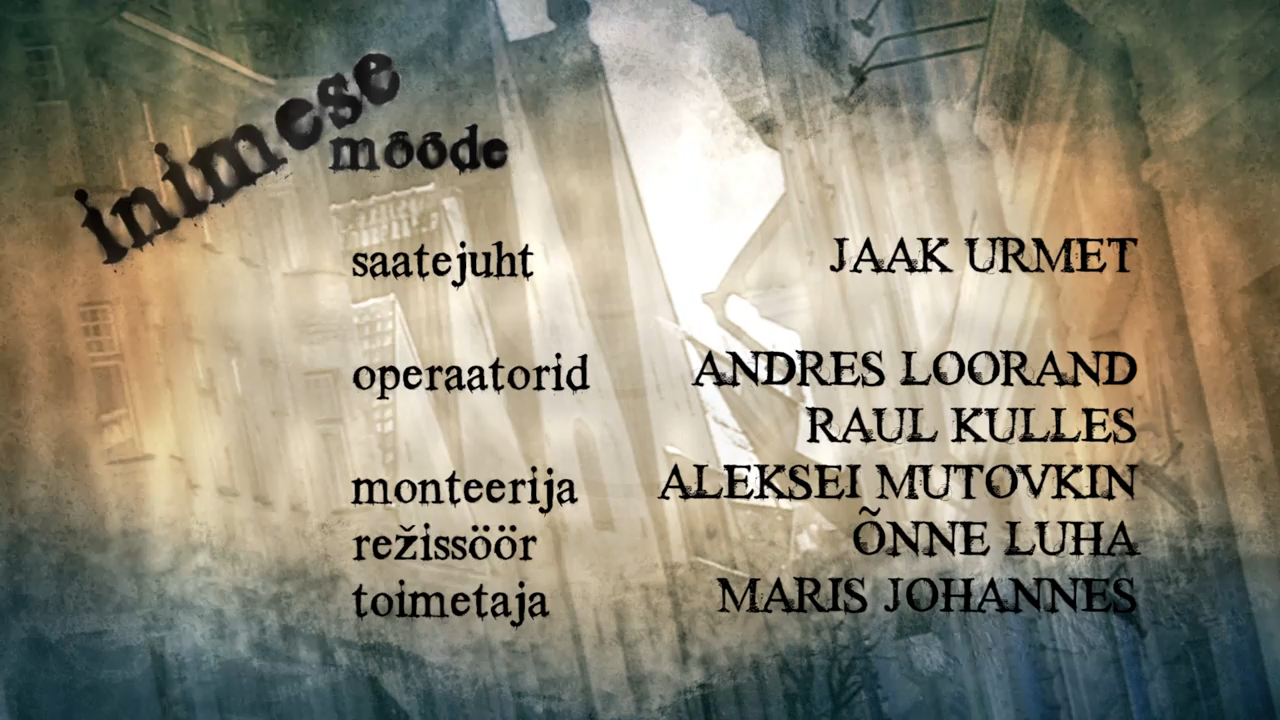 inimese
mõõde
saatejuht JAAK URMET
operaatorid ANDRES LOORAND
RAUL KULLES
monteerija ALEKSEI MUTOVKIN
režissöör ÕNNE LUHA
toimetaja MARIS JOHANNES